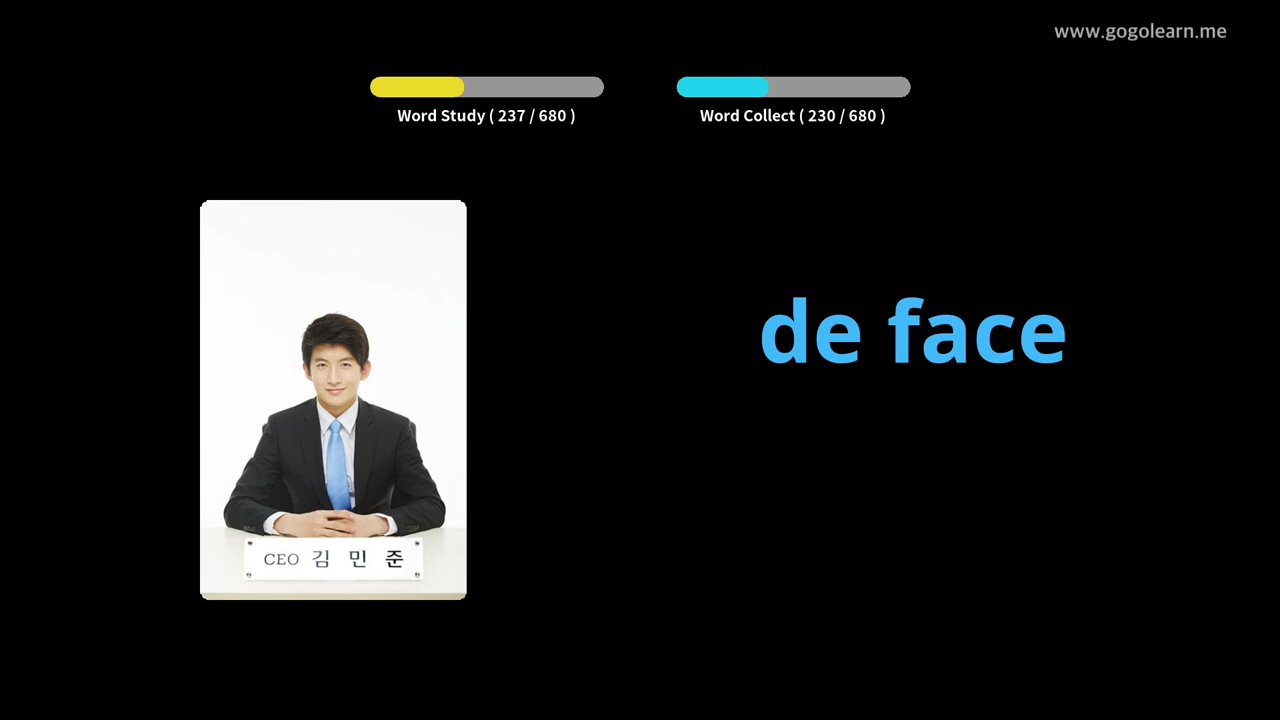 www.gogolearn.me
Word Study ( 237 / 680 )
Word Collect ( 230 / 680 )
de face
CEO 김 민 준